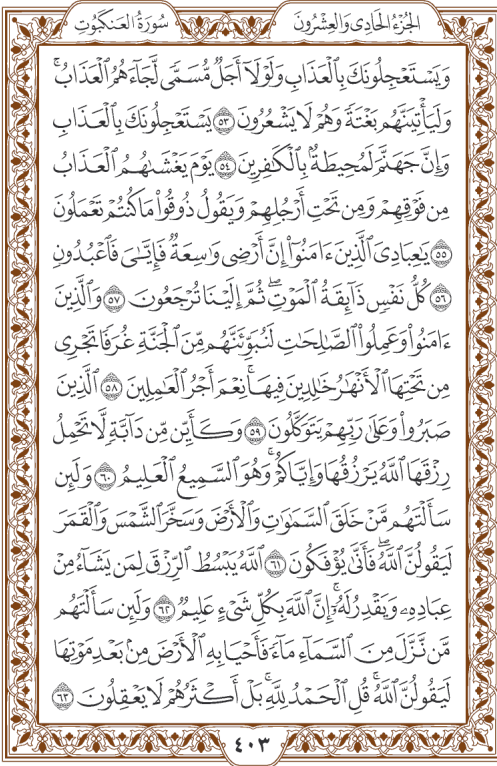 الجُزْءُ الحَادِي وَالعِشْرُونَ
سُورَةُ العَنكَبُوتِ
وَيَسْتَعْجِلُونَكَ بِٱلْعَذَابِ وَلَوْلَآ أَجَلٌ مُّسَمًّى لَّجَآءَهُمُ ٱلْعَذَابُۚ
وَلَيَأْتِيَنَّهُم بَغْتَةً وَهُمْ لَا يَشْعُرُونَ ٥٣ يَسْتَعْجِلُونَكَ بِٱلْعَذَابِ
وَإِنَّ جَهَنَّمَ لَمُحِيطَةٌۢ بِٱلْكَٰفِرِينَ ٥٤ يَوْمَ يَغْشَىٰهُمُ ٱلْعَذَابُ
مِن فَوْقِهِمْ وَمِن تَحْتِ أَرْجُلِهِمْ وَيَقُولُ ذُوقُوا۟ مَا كُنتُمْ تَعْمَلُونَ
٥٥ يَٰعِبَادِىَ ٱلَّذِينَ ءَامَنُوٓا۟ إِنَّ أَرْضِى وَٰسِعَةٌ فَإِيَّٰىَ فَٱعْبُدُونِ
٥٦ كُلُّ نَفْسٍ ذَآئِقَةُ ٱلْمَوْتِۖ ثُمَّ إِلَيْنَا تُرْجَعُونَ ٥٧ وَٱلَّذِينَ
ءَامَنُوا۟ وَعَمِلُوا۟ ٱلصَّٰلِحَٰتِ لَنُبَوِّئَنَّهُم مِّنَ ٱلْجَنَّةِ غُرَفًا تَجْرِى
مِن تَحْتِهَا ٱلْأَنْهَٰرُ خَٰلِدِينَ فِيهَاۚ نِعْمَ أَجْرُ ٱلْعَٰمِلِينَ ٥٨ ٱلَّذِينَ
صَبَرُوا۟ وَعَلَىٰ رَبِّهِمْ يَتَوَكَّلُونَ ٥٩ وَكَأَيِّن مِّن دَآبَّةٍ لَّا تَحْمِلُ
رِزْقَهَا ٱللَّهُ يَرْزُقُهَا وَإِيَّاكُمْۚ وَهُوَ ٱلسَّمِيعُ ٱلْعَلِيمُ ٦٠ وَلَئِن
سَأَلْتَهُم مَّنْ خَلَقَ ٱلسَّمَٰوَٰتِ وَٱلْأَرْضَ وَسَخَّرَ ٱلشَّمْسَ وَٱلْقَمَرَ
لَيَقُولُنَّ ٱللَّهُۖ فَأَنَّىٰ يُؤْفَكُونَ ٦١ ٱللَّهُ يَبْسُطُ ٱلرِّزْقَ لِمَن يَشَآءُ مِنْ
عِبَادِهِۦ وَيَقْدِرُ لَهُۥٓۚ إِنَّ ٱللَّهَ بِكُلِّ شَىْءٍ عَلِيمٌ ٦٢ وَلَئِن سَأَلْتَهُم
مَّن نَّزَّلَ مِنَ ٱلسَّمَآءِ مَآءً فَأَحْيَا بِهِ ٱلْأَرْضَ مِنۢ بَعْدِ مَوْتِهَا
لَيَقُولُنَّ ٱللَّهُۚ قُلِ ٱلْحَمْدُ لِلَّهِۚ بَلْ أَكْثَرُهُمْ لَا يَعْقِلُونَ ٦٣
٤٠٣